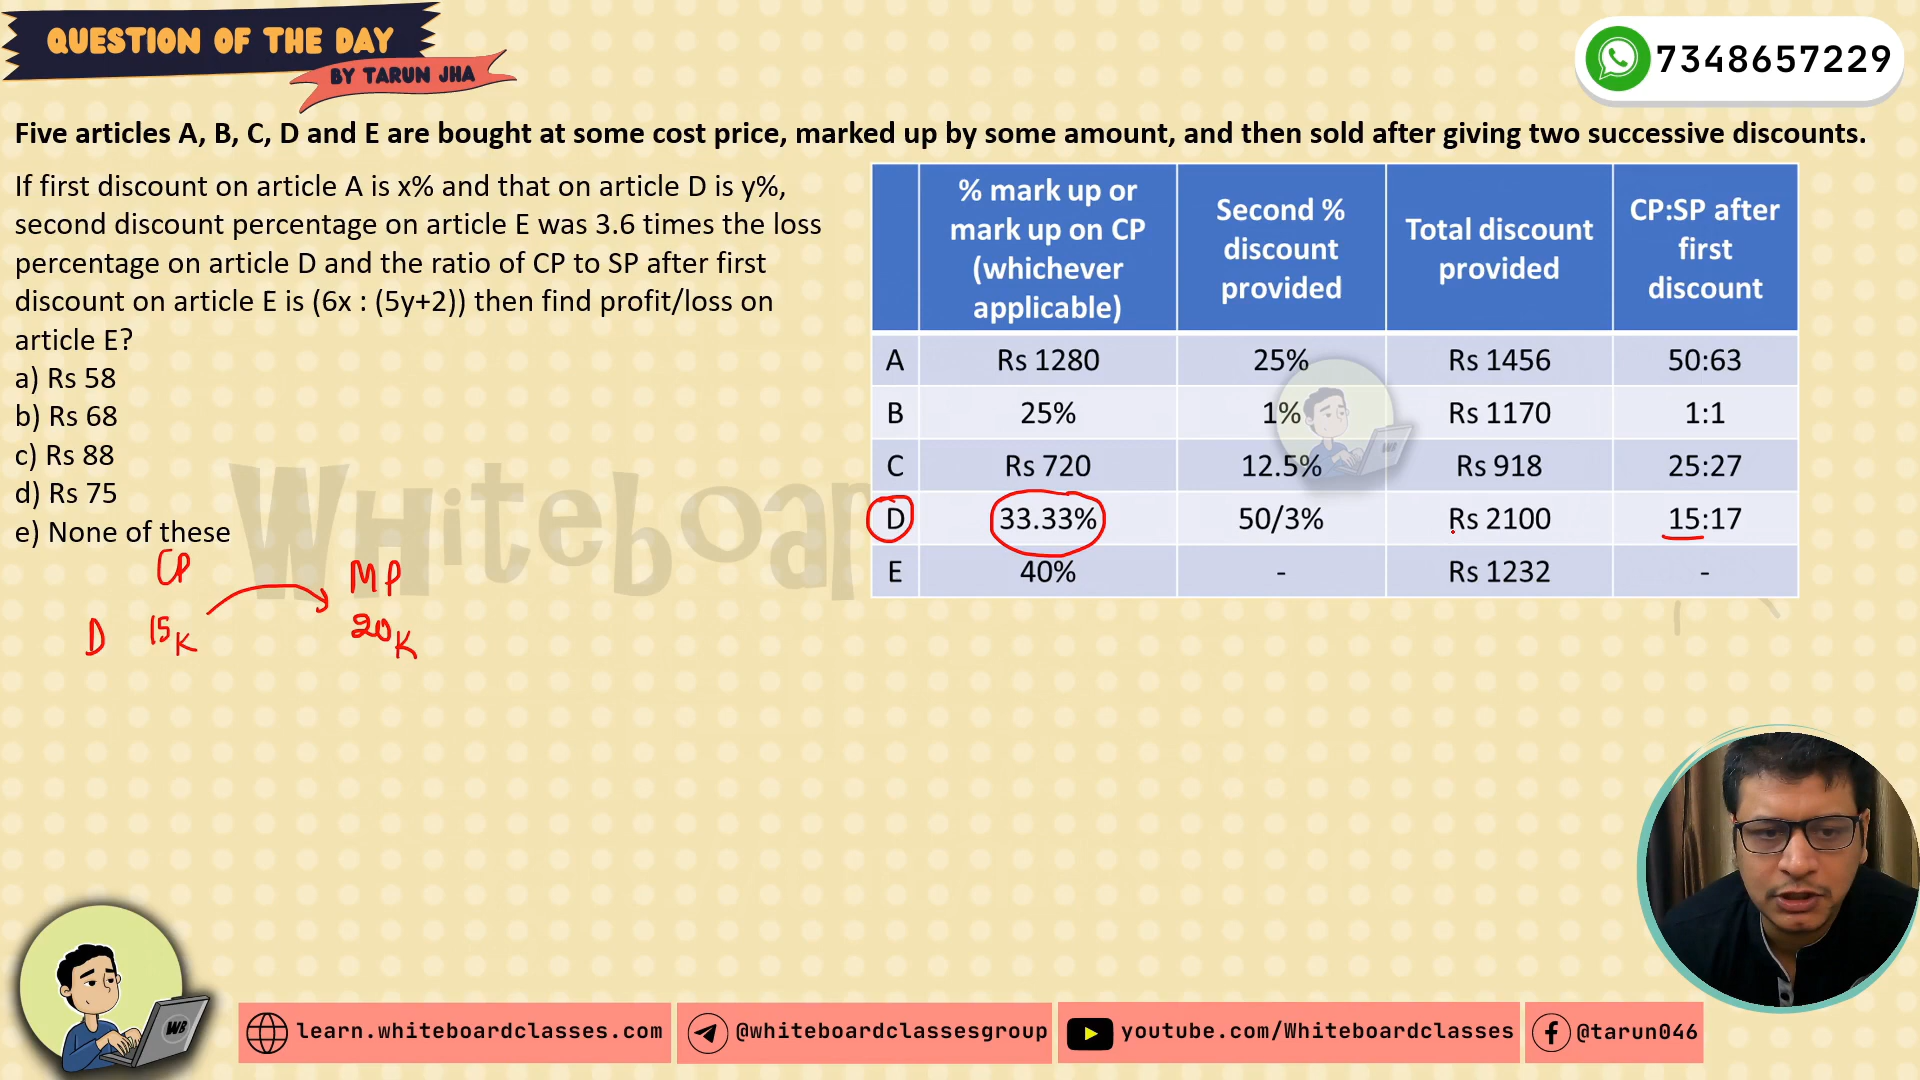 QUESTION OF THE DAY
BY TARUN JHA
7348657229
Five articles A, B, C, D and E are bought at some cost price, marked up by some amount, and then sold after giving two successive discounts.
If first discount on article A is x% and that on article D is y%,
second discount percentage on article E was 3.6 times the loss
percentage on article D and the ratio of CP to SP after first
discount on article E is (6x : (5y+2)) then find profit/loss on
article E?
a) Rs 58
b) Rs 68
c) Rs 88
d) Rs 75
e) None of these
% mark up or mark up on CP (whichever applicable) Second % discount provided Total discount provided CP:SP after first discount
A Rs 1280 25% Rs 1456 50:63
B 25% 1% Rs 1170 1:1
C Rs 720 12.5% Rs 918 25:27
D 33.33% 50/3% Rs 2100 15:17
E 40% - Rs 1232 -
Whiteboard
CP MP
D 15K 20K
WB
learn.whiteboardclasses.com
@whiteboardclassesgroup
youtube.com/Whiteboardclasses
@tarun046